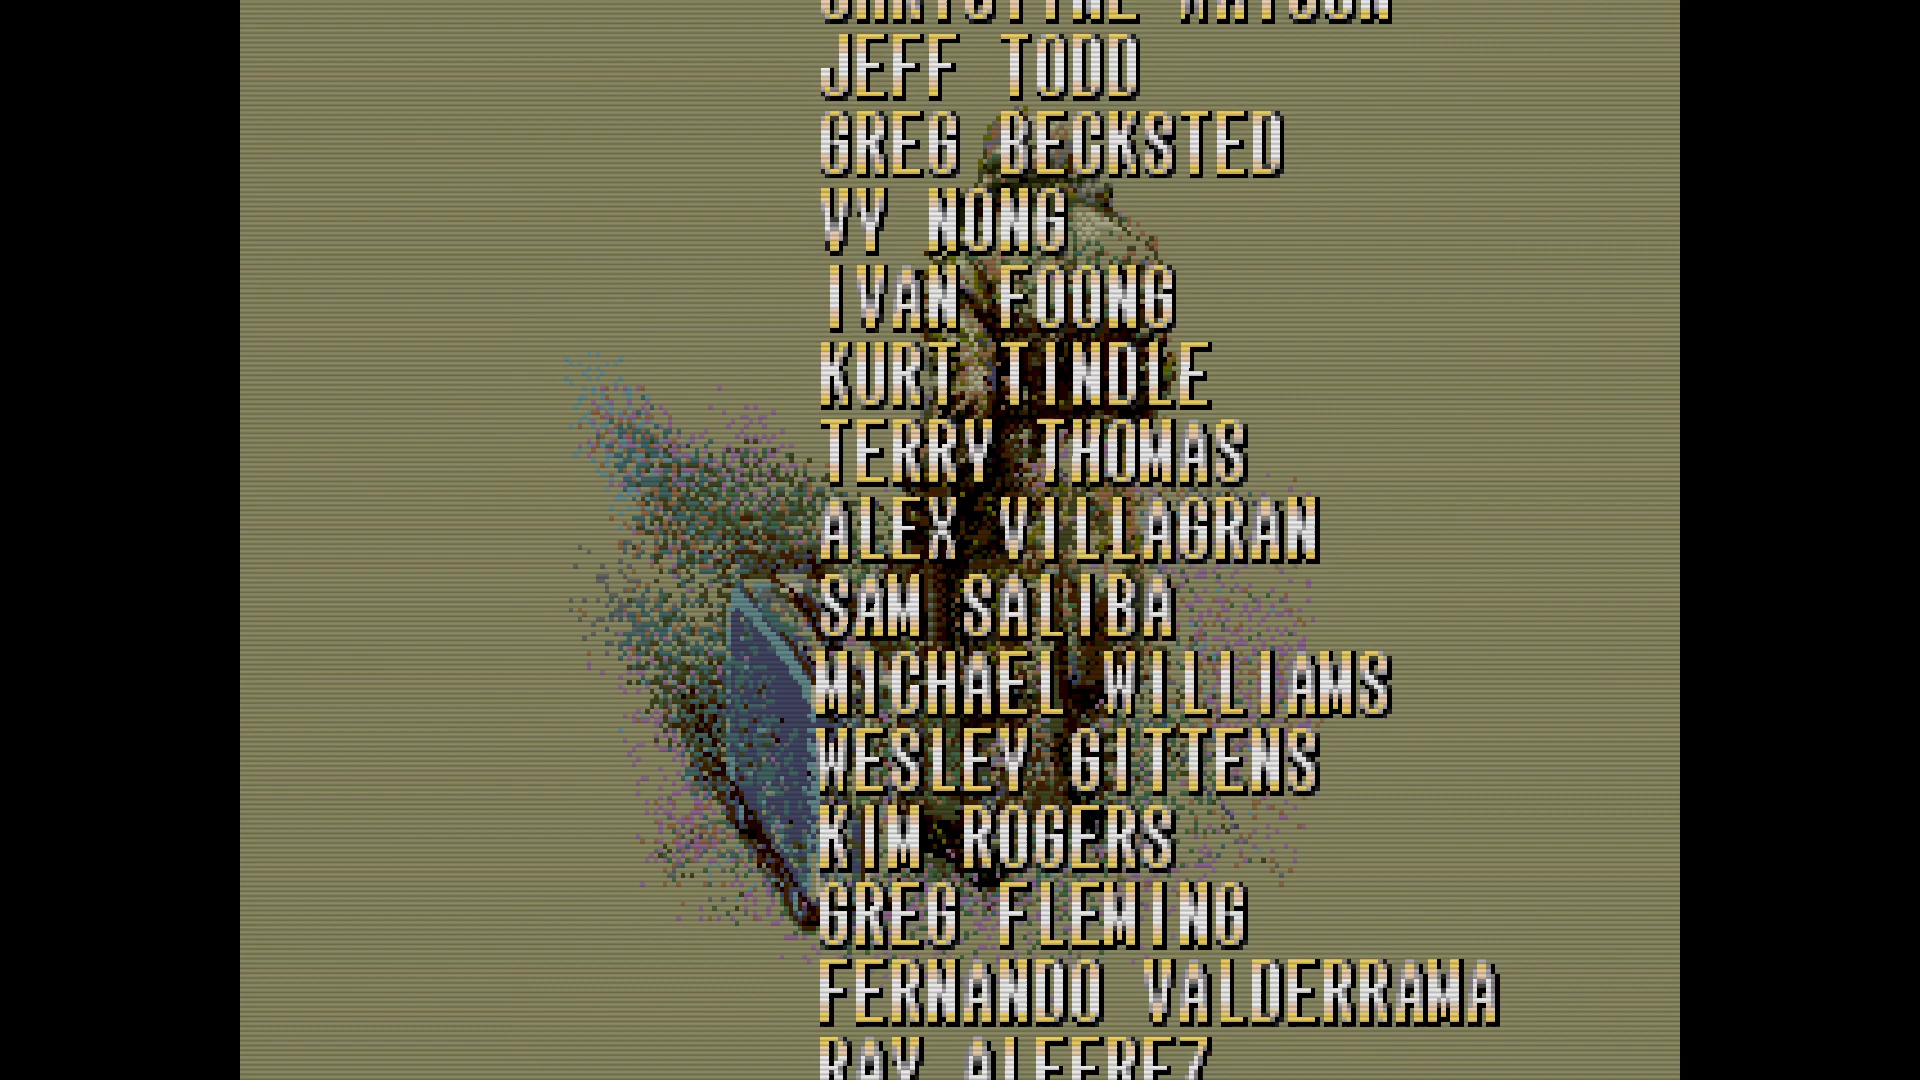 JEFF TODD
GREG BECKSTED
VY NONG
IVAN FOONG
KURT TINDLE
TERRY THOMAS
ALEX VILLAGRAN
SAM SALIBA
MICHAEL WILLIAMS
WESLEY GITTENS
KIM ROGERS
GREG FLEMING
FERNANDO VALDERRAMA
RAY